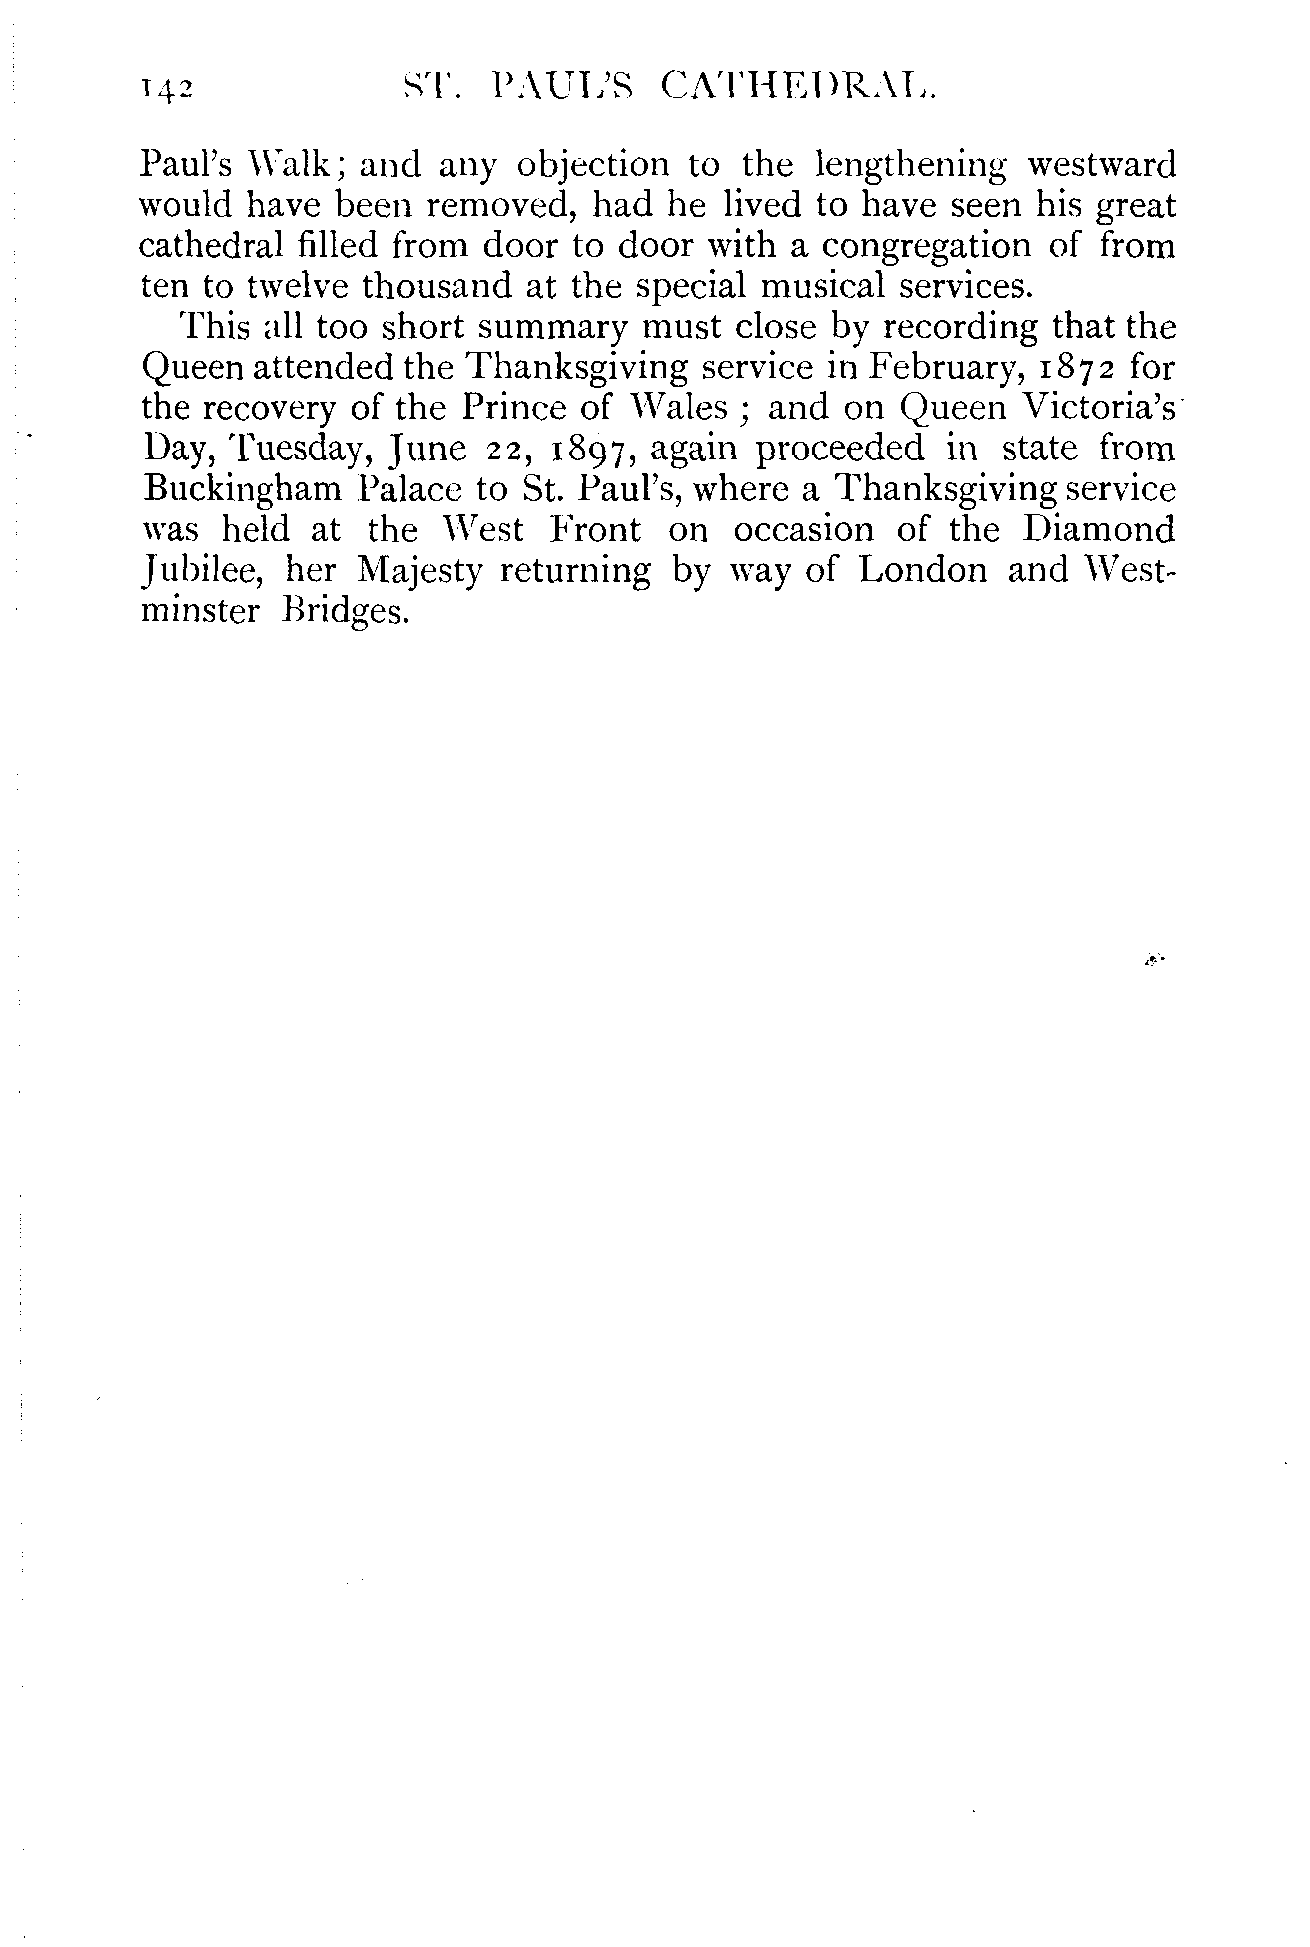 142 ST. PAUL'S CATHEDRAL.
Paul's Walk; and any objection to the lengthening westward
would have been removed, had he lived to have seen his great
cathedral filled from door to door with a congregation of from
ten to twelve thousand at the special musical services.
This all too short summary must close by recording that the
Queen attended the Thanksgiving service in February, 1872 for
the recovery of the Prince of Wales ; and on Queen Victoria's
Day, Tuesday, June 22, 1897, again proceeded in state from
Buckingham Palace to St. Paul's, where a Thanksgiving service
was held at the West Front on occasion of the Diamond
Jubilee, her Majesty returning by way of London and West-
minster Bridges.